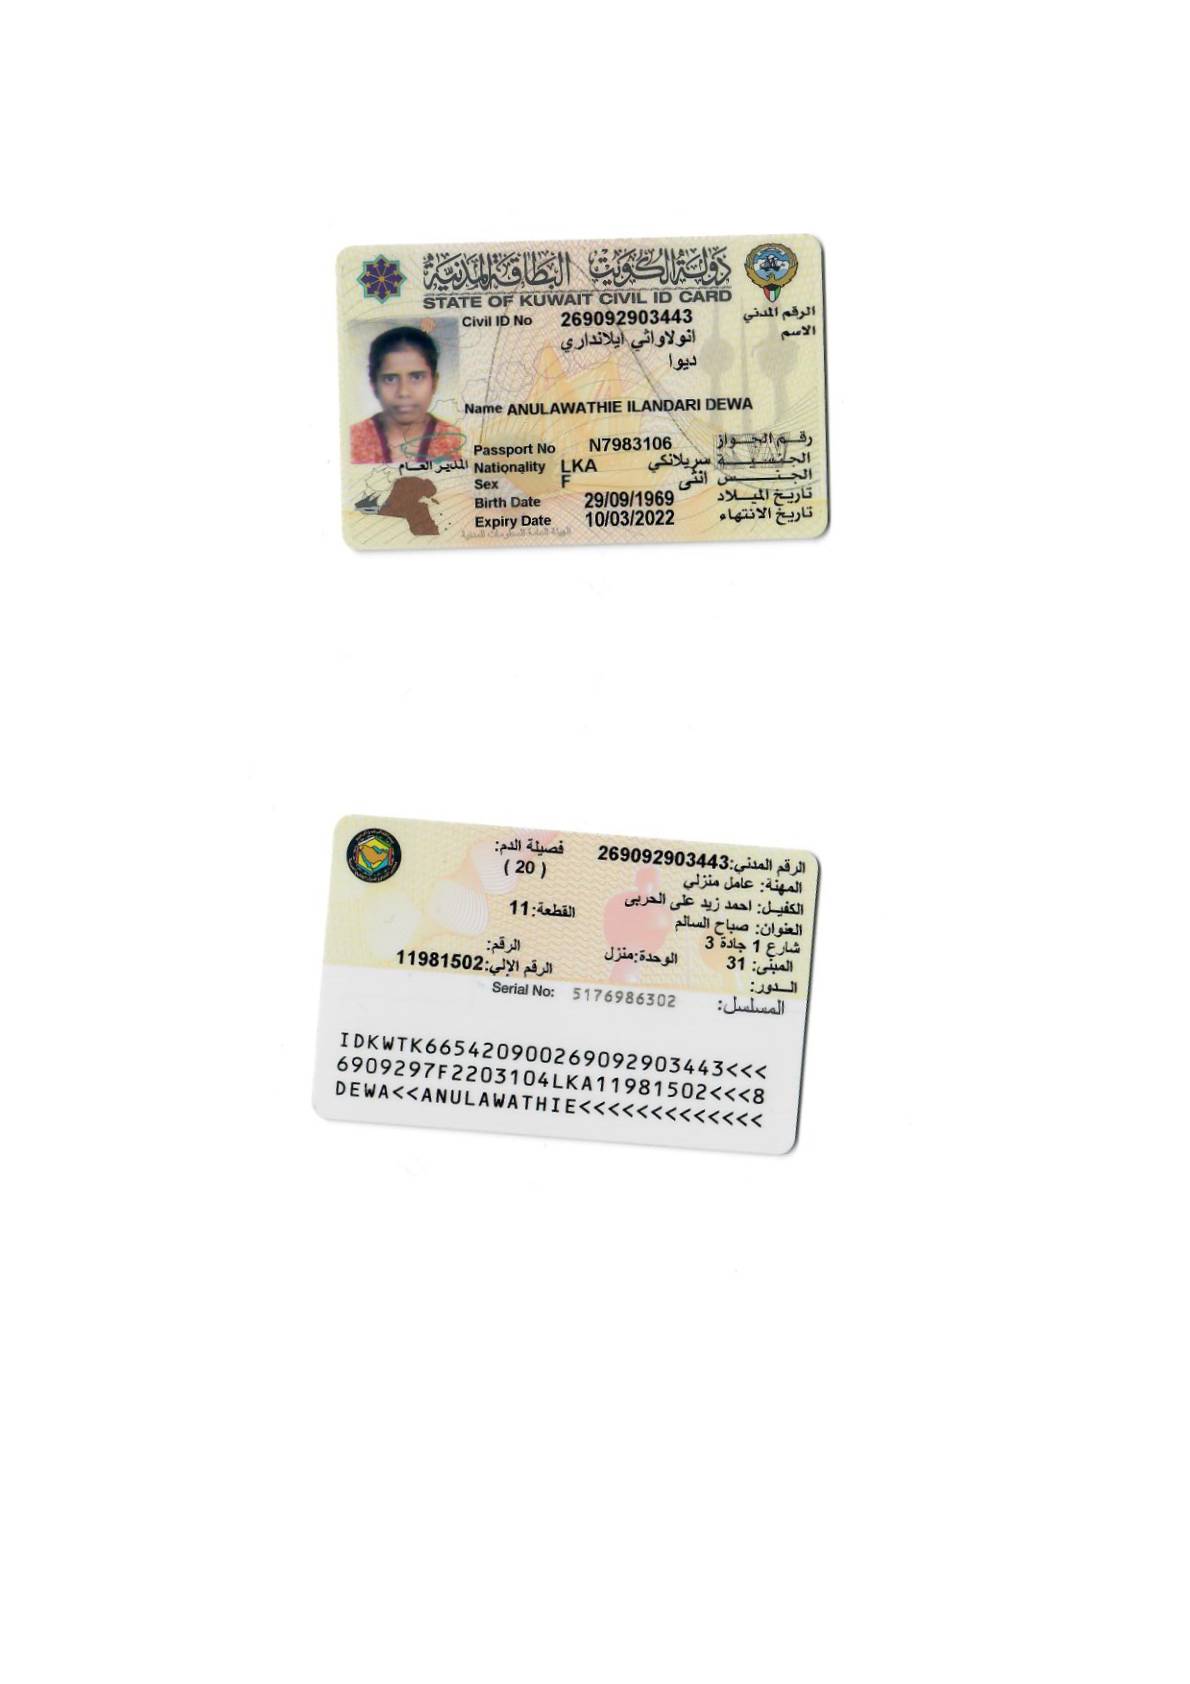 دولة الكويت البطاقة المدنية
STATE OF KUWAIT CIVIL ID CARD
Civil ID No 269092903443 الرقم المدني
انولاواثي ايلانداري الاسم
ديوا
Name ANULAWATHIE ILANDARI DEWA
Passport No N7983106 رقم الجواز
المدير العام
Nationality LKA سريلانكي الجنسية
Sex F انثى الجنس
Birth Date 29/09/1969 تاريخ الميلاد
Expiry Date 10/03/2022 تاريخ الانتهاء
الهيئة العامة للمعلومات المدنية
الرقم المدني:269092903443 فصيلة الدم:
( 20 )
المهنة: عامل منزلي
الكفيل: احمد زيد على الحربى القطعة:11
العنوان: صباح السالم
شارع 1 جادة 3 الرقم:
المبنى: 31 الوحدة:منزل الرقم الإلي:11981502
الدور:
المسلسل: Serial No: 5176986302
IDKWTK665420900269092903443<<<
6909297F2203104LKA11981502<<<8
DEWA<<ANULAWATHIE<<<<<<<<<<<<<